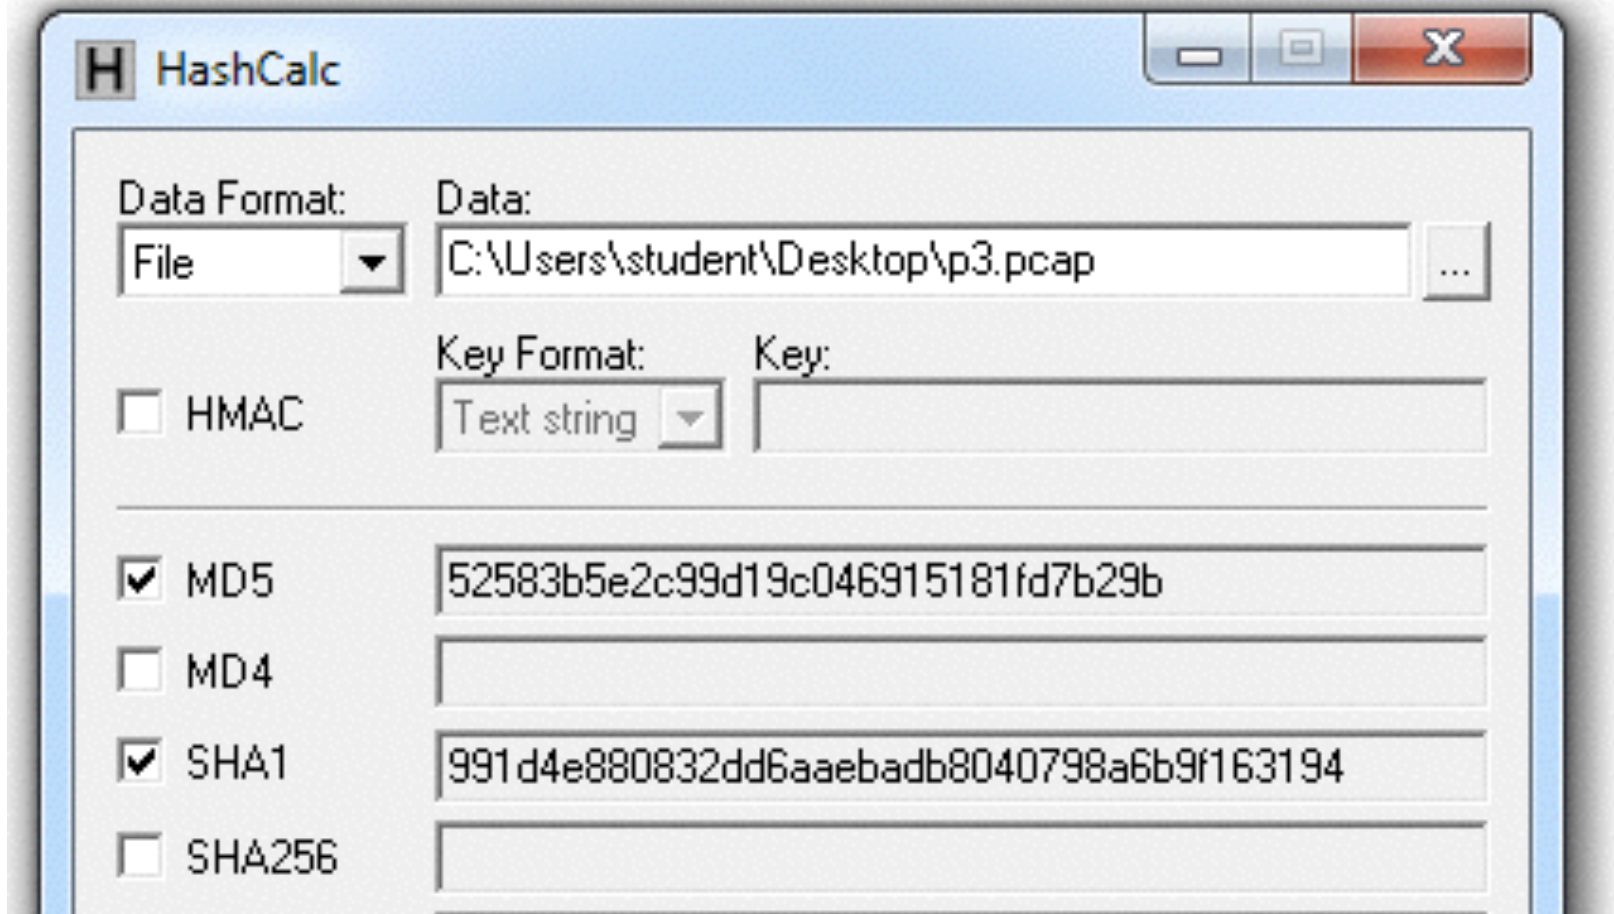 H HashCalc
Data Format: Data:
File C:\Users\student\Desktop\p3.pcap ...
Key Format: Key:
HMAC Text string
MD5 52583b5e2c99d19c046915181fd7b29b
MD4
SHA1 991d4e880832dd6aaebadb8040798a6b9f163194
SHA256